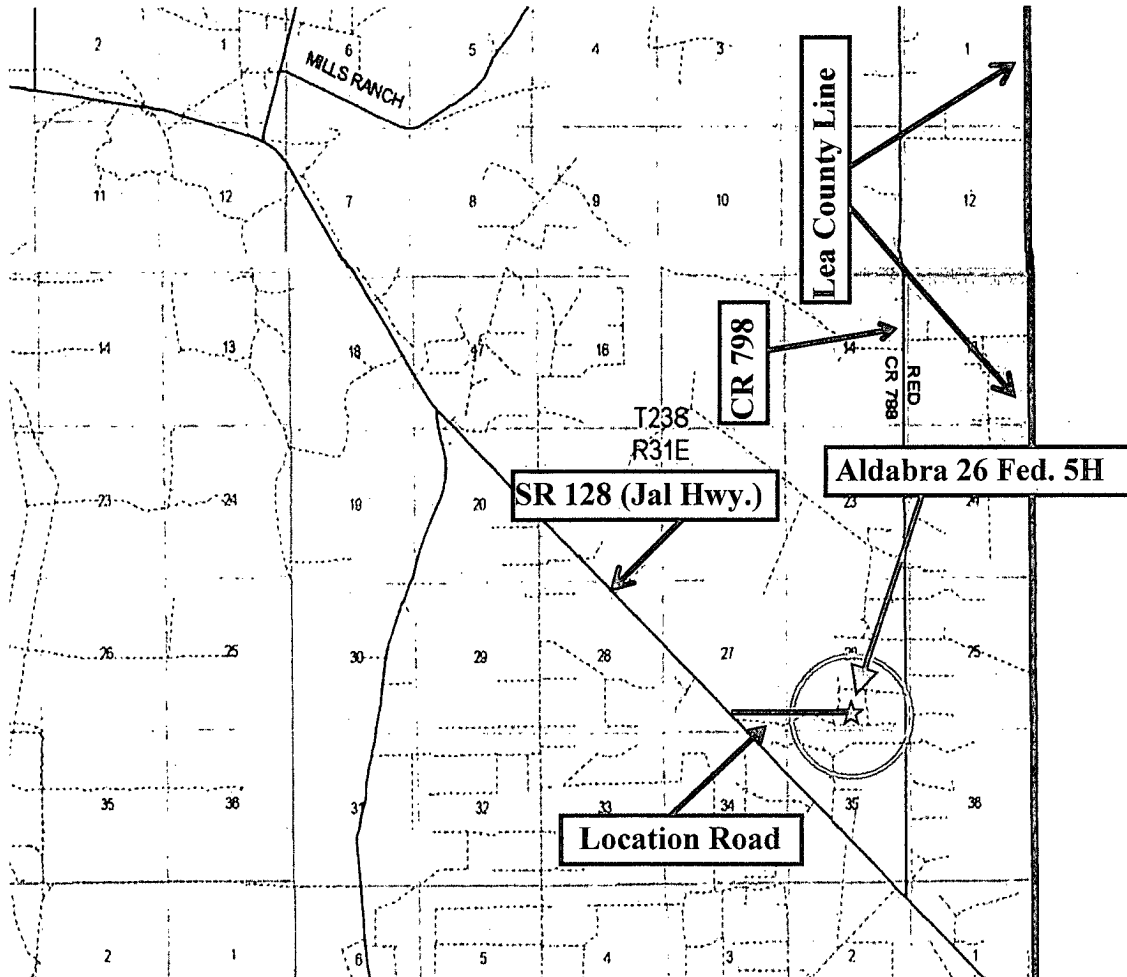 2 1 6 5 4 3 1
MILLS RANCH
Lea County Line
11 12 7 8 9 10 12
CR 798
14 13 18 17 16 14 13
RED
CR 798
T23S
R31E
Aldabra 26 Fed. 5H
SR 128 (Jal Hwy.)
23 24 19 20 23 24
26 25 30 29 28 27 25
35 36 31 32 33 34 35 36
Location Road
2 1 6 5 4 3 2 1